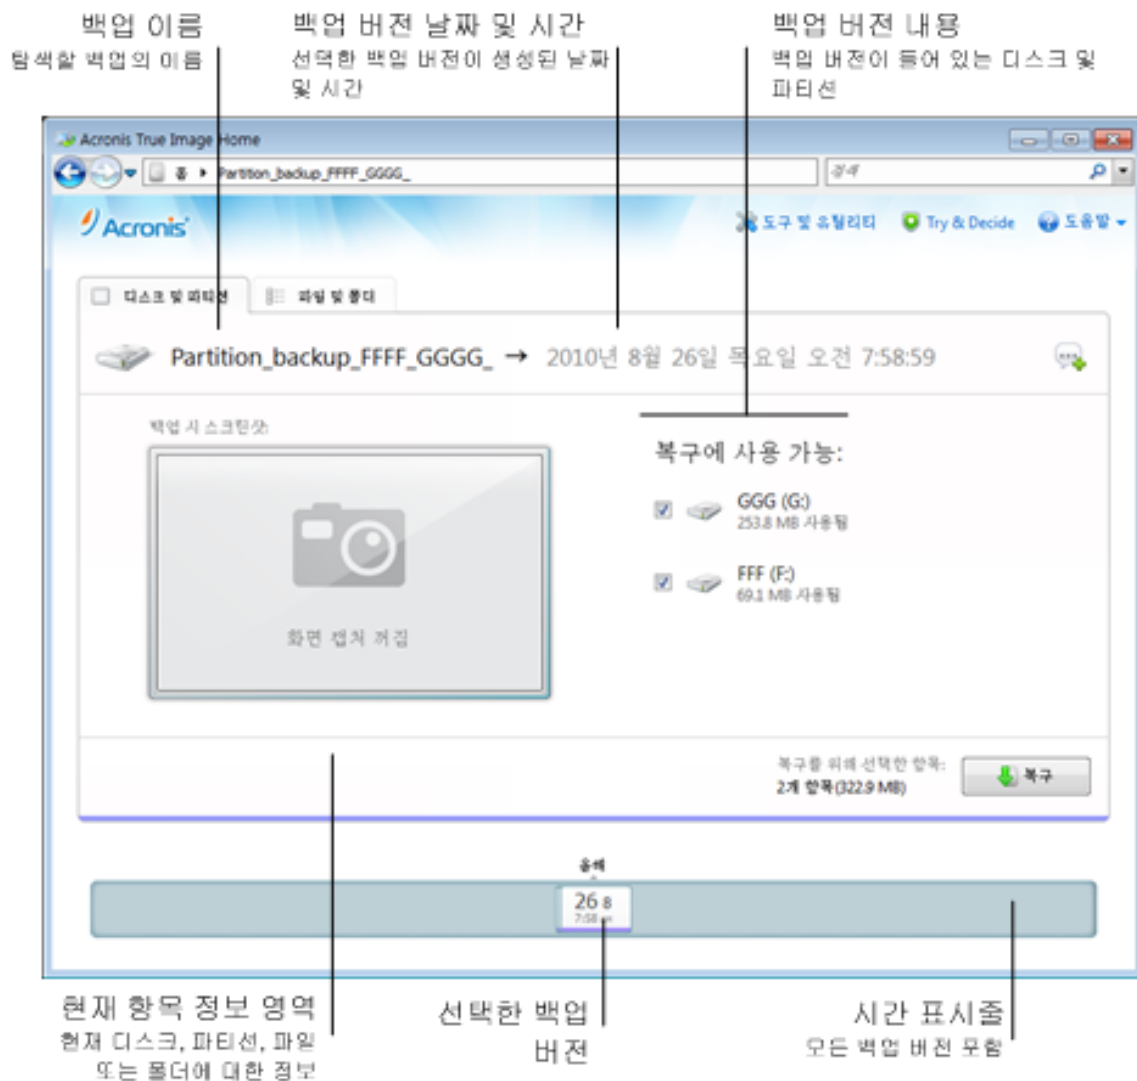 백업 이름
탐색할 백업의 이름
백업 버전 날짜 및 시간
선택한 백업 버전이 생성된 날짜
및 시간
백업 버전 내용
백업 버전이 들어 있는 디스크 및
파티션
Acronis True Image Home
홈 ▸ Partition_backup_FFFF_GGGG_
검색
Acronis
도구 및 유틸리티
Try & Decide
도움말
디스크 및 파티션
파일 및 폴더
Partition_backup_FFFF_GGGG_ → 2010년 8월 26일 목요일 오전 7:58:59
백업 시 스크린샷:
화면 캡처 꺼짐
복구에 사용 가능:
GGG (G:)
253.8 MB 사용됨
FFF (F:)
69.1 MB 사용됨
복구를 위해 선택한 항목:
2개 항목(322.9 MB)
복구
올해
26 8
7:58
현재 항목 정보 영역
현재 디스크, 파티션, 파일
또는 폴더에 대한 정보
선택한 백업
버전
시간 표시줄
모든 백업 버전 포함